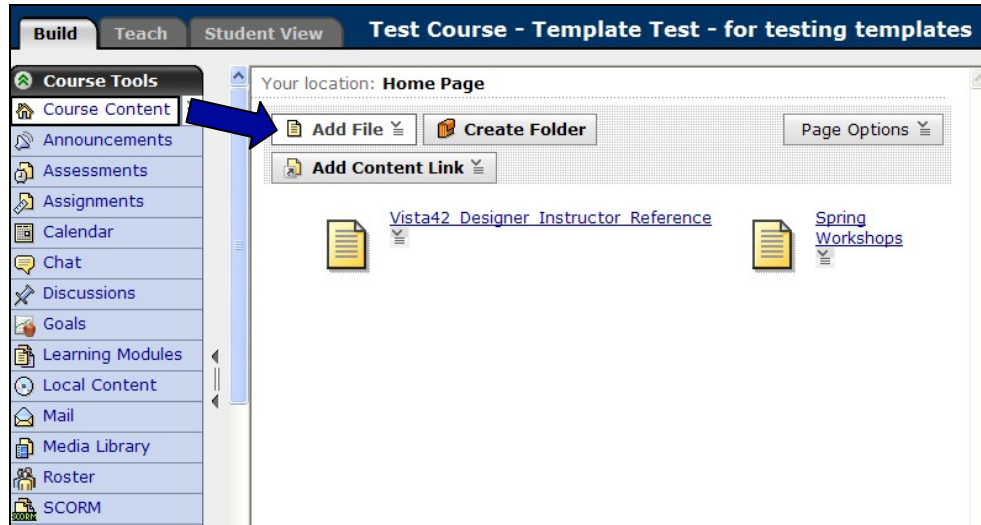 Build Teach Student View Test Course - Template Test - for testing templates
Course Tools
Course Content
Announcements
Assessments
Assignments
Calendar
Chat
Discussions
Goals
Learning Modules
Local Content
Mail
Media Library
Roster
SCORM
Your location: Home Page
Add File
Create Folder
Page Options
Add Content Link
Vista42 Designer Instructor Reference
Spring
Workshops